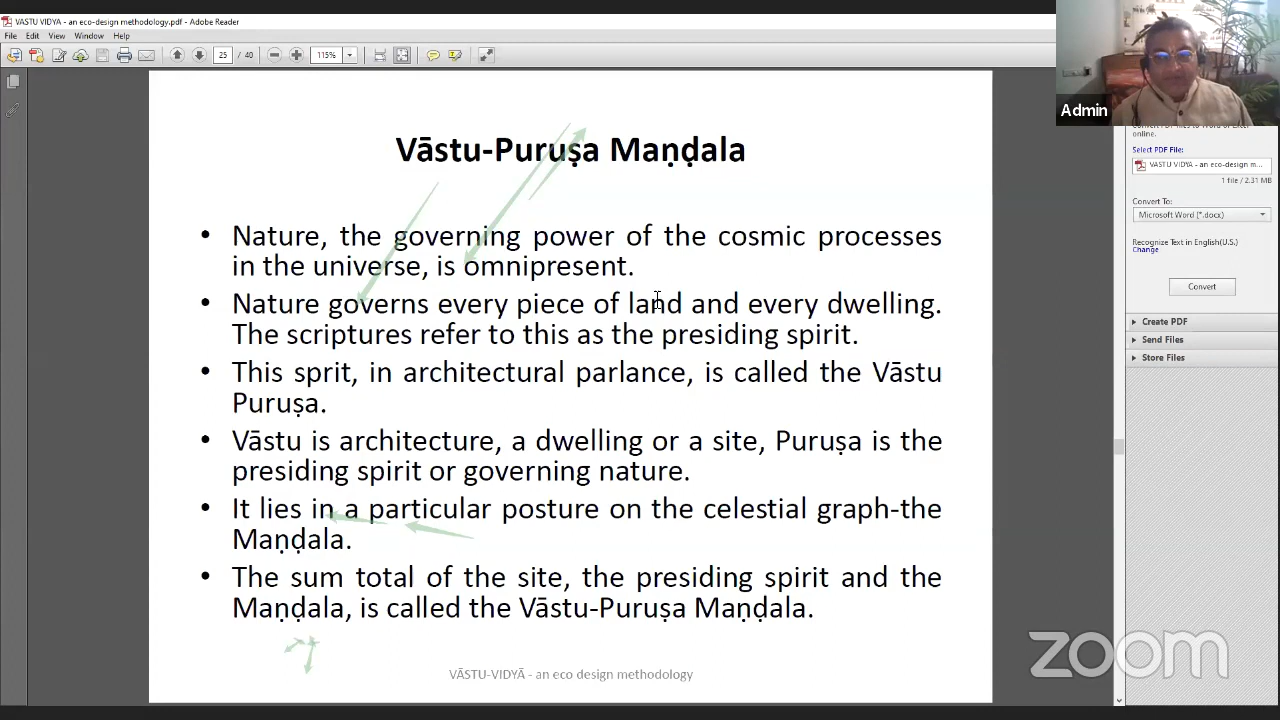 VASTU VIDYA - an eco-design methodology.pdf - Adobe Reader
File Edit View Window Help
25 / 40 115%
Admin
Vāstu-Puruṣa Maṇḍala
• Nature, the governing power of the cosmic processes
in the universe, is omnipresent.
• Nature governs every piece of land and every dwelling.
The scriptures refer to this as the presiding spirit.
• This sprit, in architectural parlance, is called the Vāstu
Puruṣa.
• Vāstu is architecture, a dwelling or a site, Puruṣa is the
presiding spirit or governing nature.
• It lies in a particular posture on the celestial graph-the
Maṇḍala.
• The sum total of the site, the presiding spirit and the
Maṇḍala, is called the Vāstu-Puruṣa Maṇḍala.
VĀSTU-VIDYĀ - an eco design methodology
online.
Select PDF File:
VASTU VIDYA - an eco-design m...
1 file / 2.31 MB
Convert To:
Microsoft Word (*.docx)
Recognize Text in English(U.S.)
Change
Convert
Create PDF
Send Files
Store Files
zoom